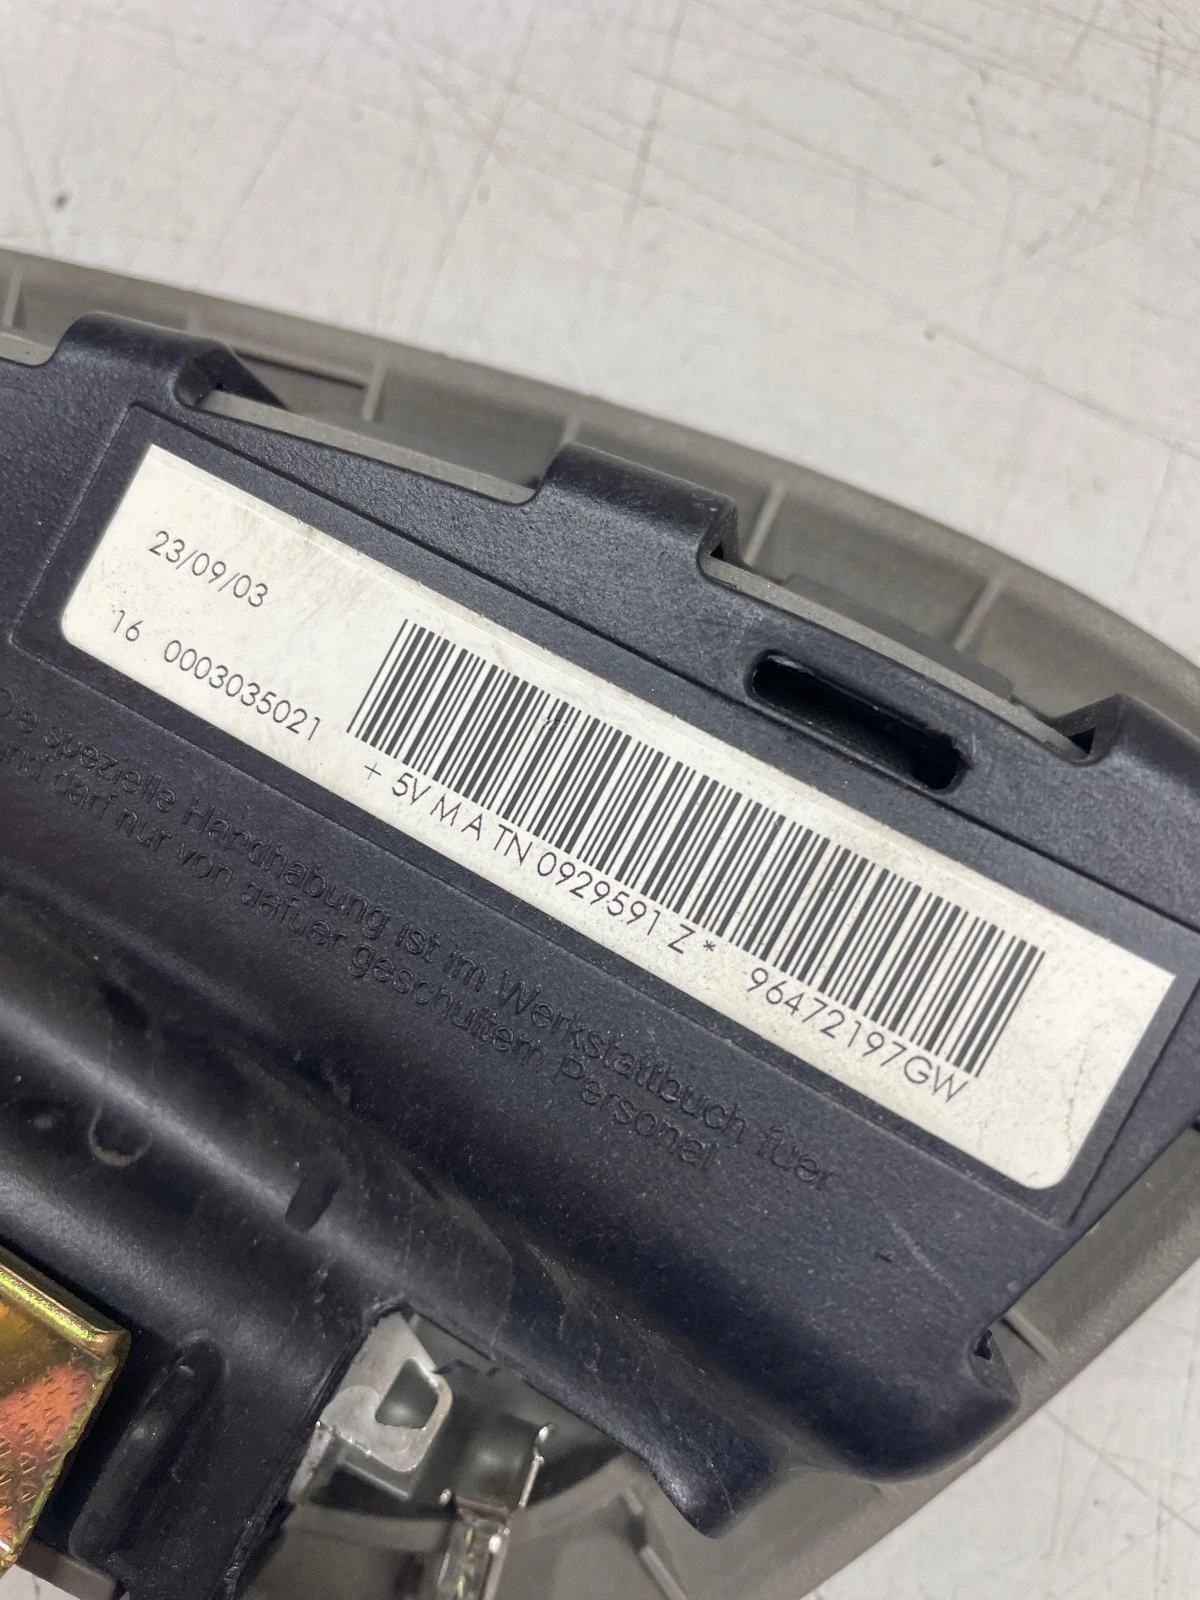 23/09/03
16 0003035021
+ 5V M A TN 0929591 Z * 96472197GW
Die spezielle Handhabung ist im Werkstattbuch fuer
und darf nur von dafuer geschultem Personal